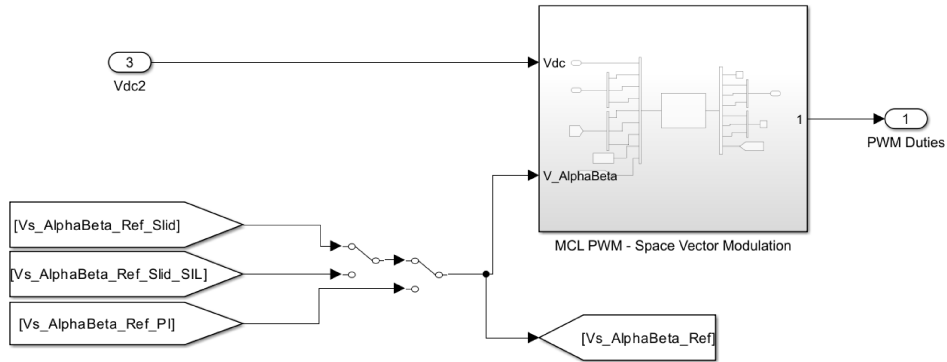 3
Vdc2
Vdc
V_AlphaBeta
1
MCL PWM - Space Vector Modulation
1
PWM Duties
[Vs_AlphaBeta_Ref_Slid]
[Vs_AlphaBeta_Ref_Slid_SIL]
[Vs_AlphaBeta_Ref_PI]
[Vs_AlphaBeta_Ref]